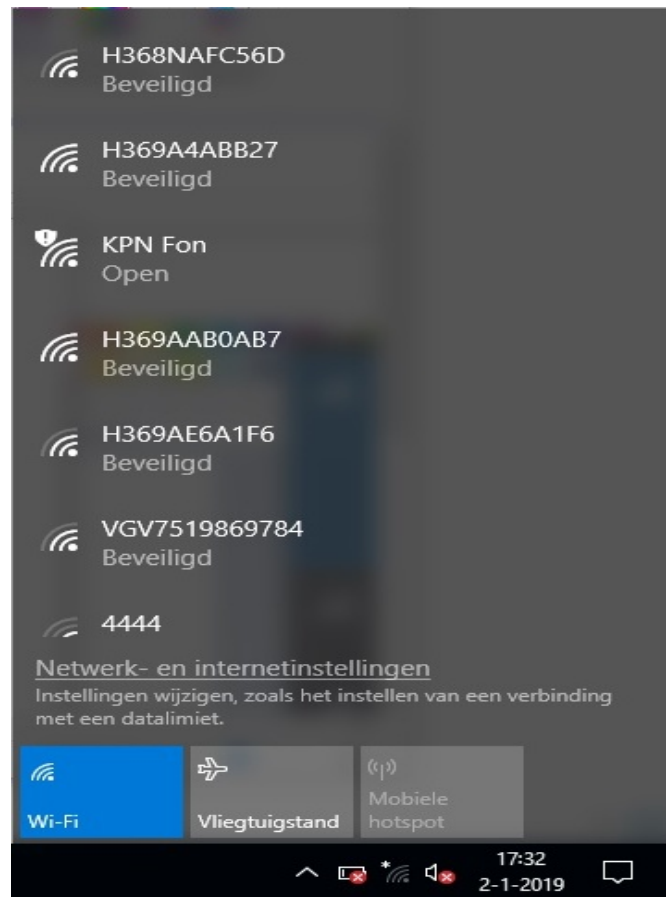 H368NAFC56D
Beveiligd
H369A4ABB27
Beveiligd
KPN Fon
Open
H369AAB0AB7
Beveiligd
H369AE6A1F6
Beveiligd
VGV7519869784
Beveiligd
4444
Netwerk- en internetinstellingen
Instellingen wijzigen, zoals het instellen van een verbinding
met een datalimiet.
Wi-Fi
Vliegtuigstand
Mobiele
hotspot
17:32
2-1-2019